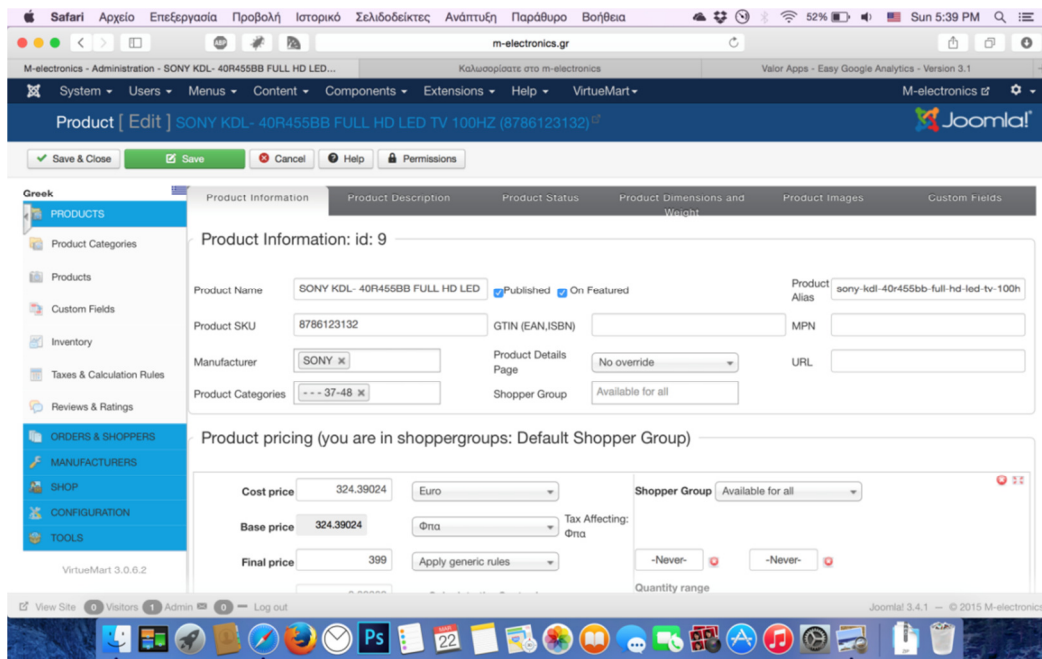 Safari Αρχείο Επεξεργασία Προβολή Ιστορικό Σελιδοδείκτες Ανάπτυξη Παράθυρο Βοήθεια 52% Sun 5:39 PM
ABP m-electronics.gr
M-electronics - Administration - SONY KDL- 40R455BB FULL HD LED... Καλωσορίσατε στο m-electronics Valor Apps - Easy Google Analytics - Version 3.1
System Users Menus Content Components Extensions Help VirtueMart M-electronics
Product [ Edit ] SONY KDL- 40R455BB FULL HD LED TV 100HZ (8786123132) Joomla!
Save & Close Save Cancel Help Permissions
Greek
Product Information Product Description Product Status Product Dimensions and Weight Product Images Custom Fields
PRODUCTS
Product Categories
Products
Custom Fields
Inventory
Taxes & Calculation Rules
Reviews & Ratings
ORDERS & SHOPPERS
MANUFACTURERS
SHOP
CONFIGURATION
TOOLS
VirtueMart 3.0.6.2
Product Information: id: 9
Product Name SONY KDL- 40R455BB FULL HD LED Published On Featured Product Alias sony-kdl-40r455bb-full-hd-led-tv-100h
Product SKU 8786123132 GTIN (EAN,ISBN) MPN
Manufacturer SONY × Product Details Page No override URL
Product Categories - - - 37-48 × Shopper Group Available for all
Product pricing (you are in shoppergroups: Default Shopper Group)
Cost price 324.39024 Euro Shopper Group Available for all
Base price 324.39024 Φπα Tax Affecting: Φπα
Final price 399 Apply generic rules -Never- -Never-
Quantity range
View Site 0 Visitors 1 Admin 0 Log out Joomla! 3.4.1 — © 2015 M-electronics
Ps 22